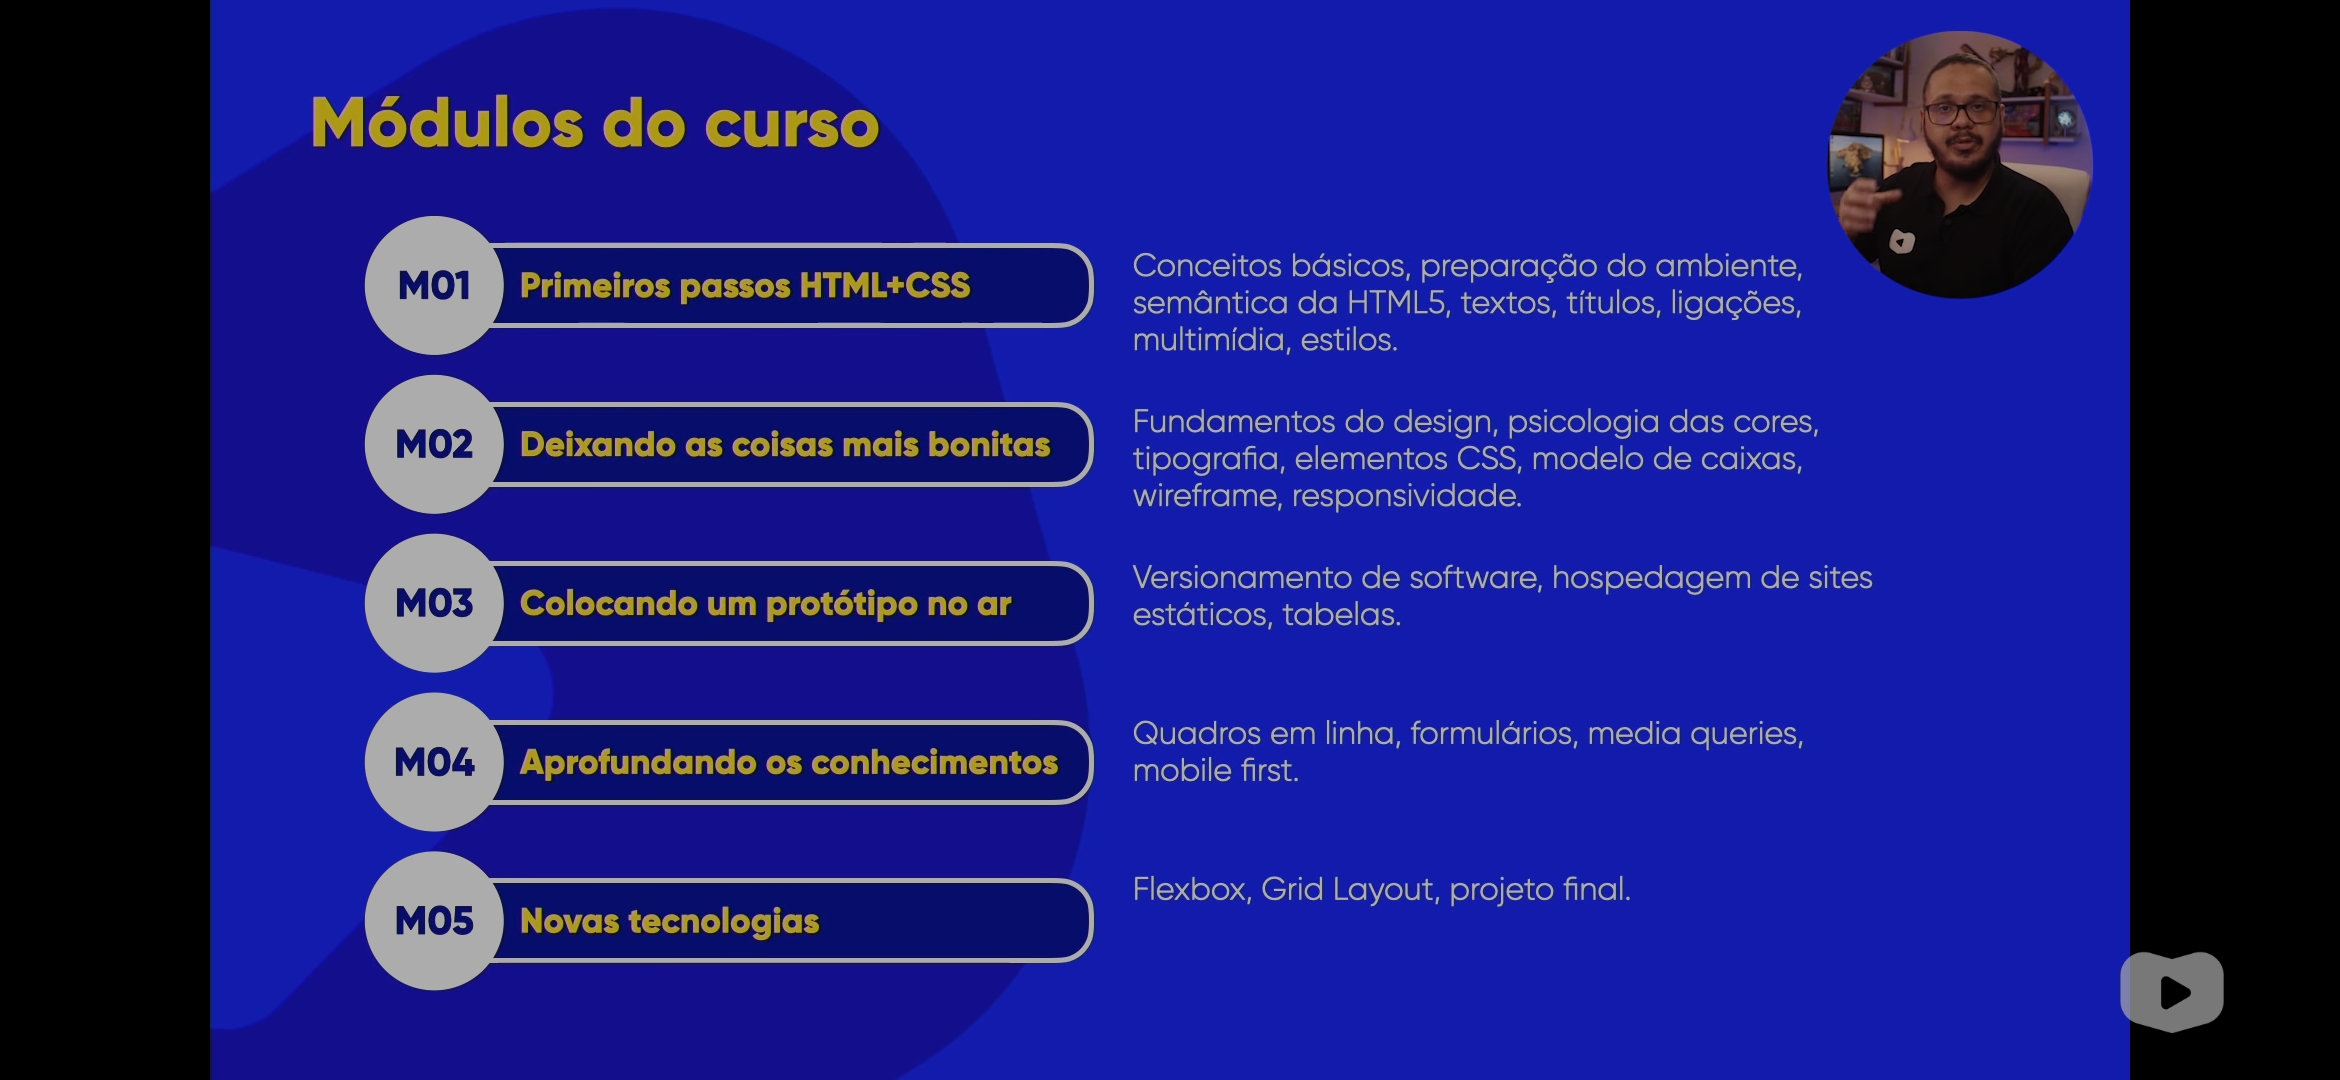 Módulos do curso
M01
Primeiros passos HTML+CSS
Conceitos básicos, preparação do ambiente,
semântica da HTML5, textos, títulos, ligações,
multimídia, estilos.
M02
Deixando as coisas mais bonitas
Fundamentos do design, psicologia das cores,
tipografia, elementos CSS, modelo de caixas,
wireframe, responsividade.
M03
Colocando um protótipo no ar
Versionamento de software, hospedagem de sites
estáticos, tabelas.
M04
Aprofundando os conhecimentos
Quadros em linha, formulários, media queries,
mobile first.
M05
Novas tecnologias
Flexbox, Grid Layout, projeto final.